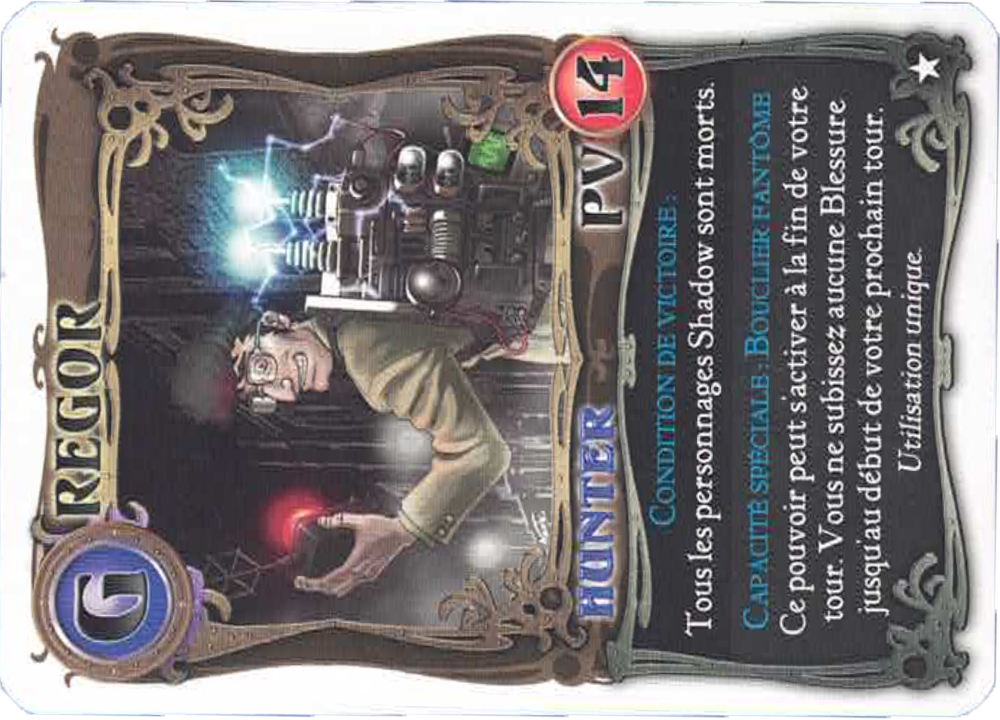 G
REGOR
HUNTER
PV 14
CONDITION DE VICTOIRE :
Tous les personnages Shadow sont morts.
CAPACITÉ SPÉCIALE : BOUCLIER FANTÔME
Ce pouvoir peut s'activer à la fin de votre
tour. Vous ne subissez aucune Blessure
jusqu'au début de votre prochain tour.
Utilisation unique.